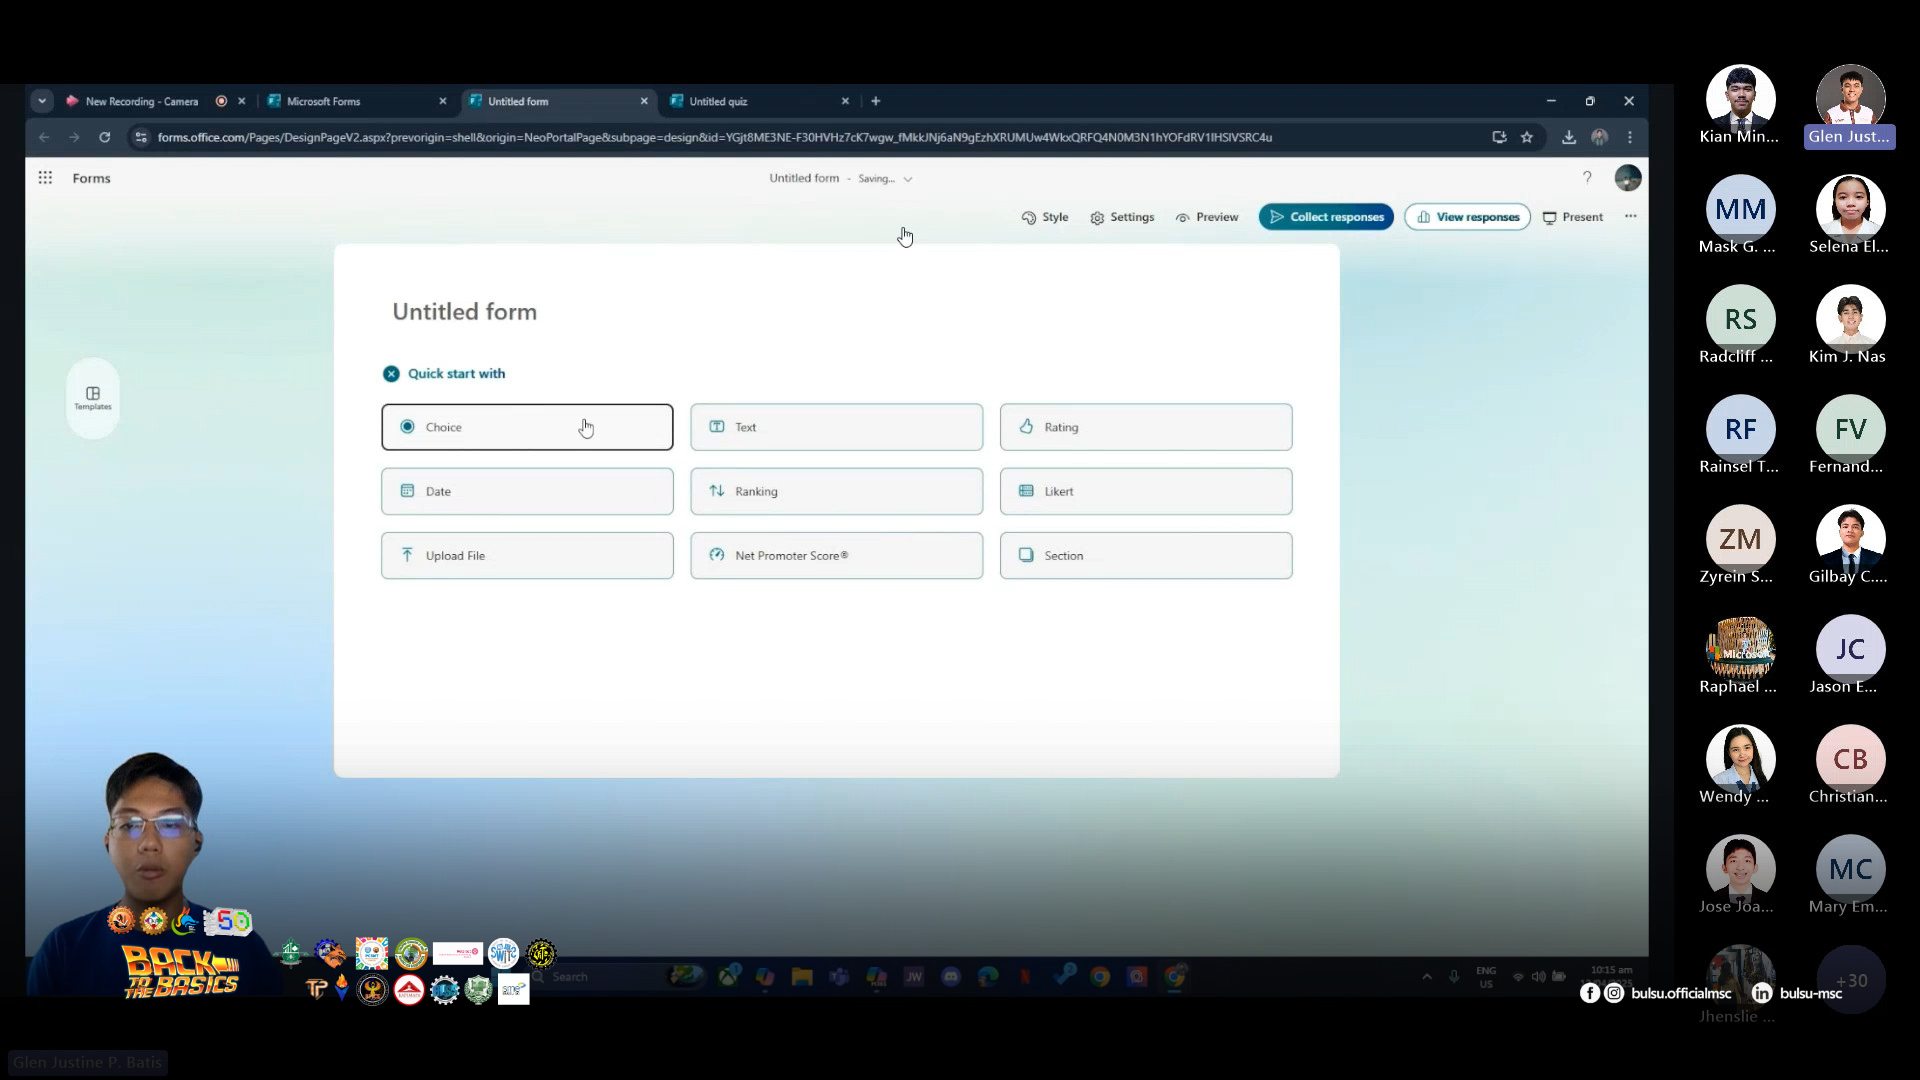 New Recording - Camera
Microsoft Forms
Untitled form
Untitled quiz
forms.office.com/Pages/DesignPageV2.aspx?prevorigin=shell&origin=NeoPortalPage&subpage=design&id=YGjt8ME3NE-F30HVHz7cK7wgw_fMkkJNj6aN9gEzhXRUMUw4WkxQRFQ4N0M3N1hYOFdRV1lHSlVSRC4u
Forms
Untitled form - Saving...
?
Style
Settings
Preview
Collect responses
View responses
Present
Untitled form
Quick start with
Templates
Choice
Text
Rating
Date
Ranking
Likert
Upload File
Net Promoter Score®
Section
50
BACK
TO THE BASICS
SWITS
TP
Search
JW
ENG
US
10:15 am
bulsu.officialmsc
bulsu-msc
Kian Min...
Glen Just...
MM
Mask G. ...
Selena El...
RS
Radcliff ...
Kim J. Nas
RF
Rainsel T...
FV
Fernand...
ZM
Zyrein S...
Gilbay C....
Microsoft
Raphael ...
JC
Jason E...
Wendy ...
CB
Christian...
Jose Joa...
MC
Mary Em...
Jhenslie ...
+30
Glen Justine P. Batis